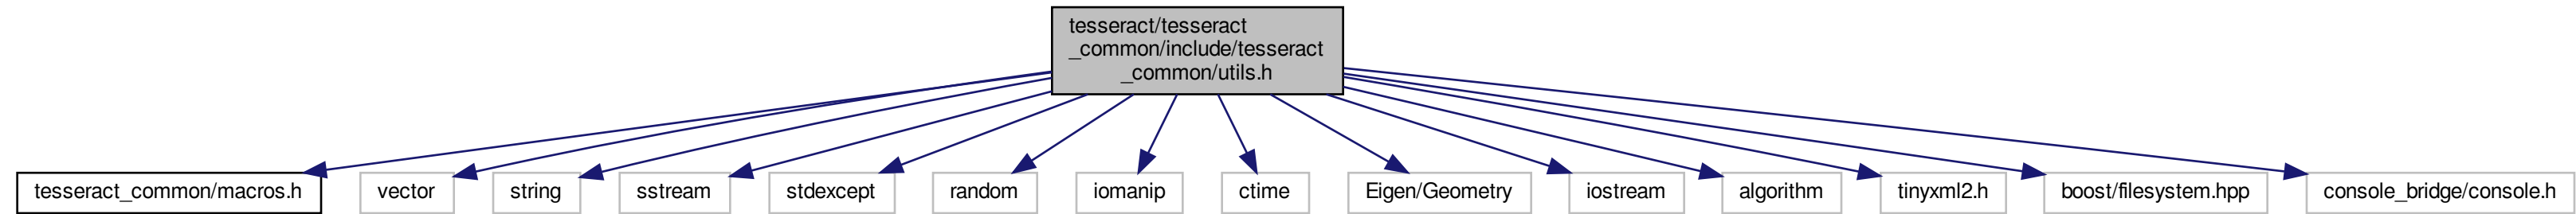 tesseract/tesseract
_common/include/tesseract
_common/utils.h
tesseract_common/macros.h
vector
string
sstream
stdexcept
random
iomanip
ctime
Eigen/Geometry
iostream
algorithm
tinyxml2.h
boost/filesystem.hpp
console_bridge/console.h